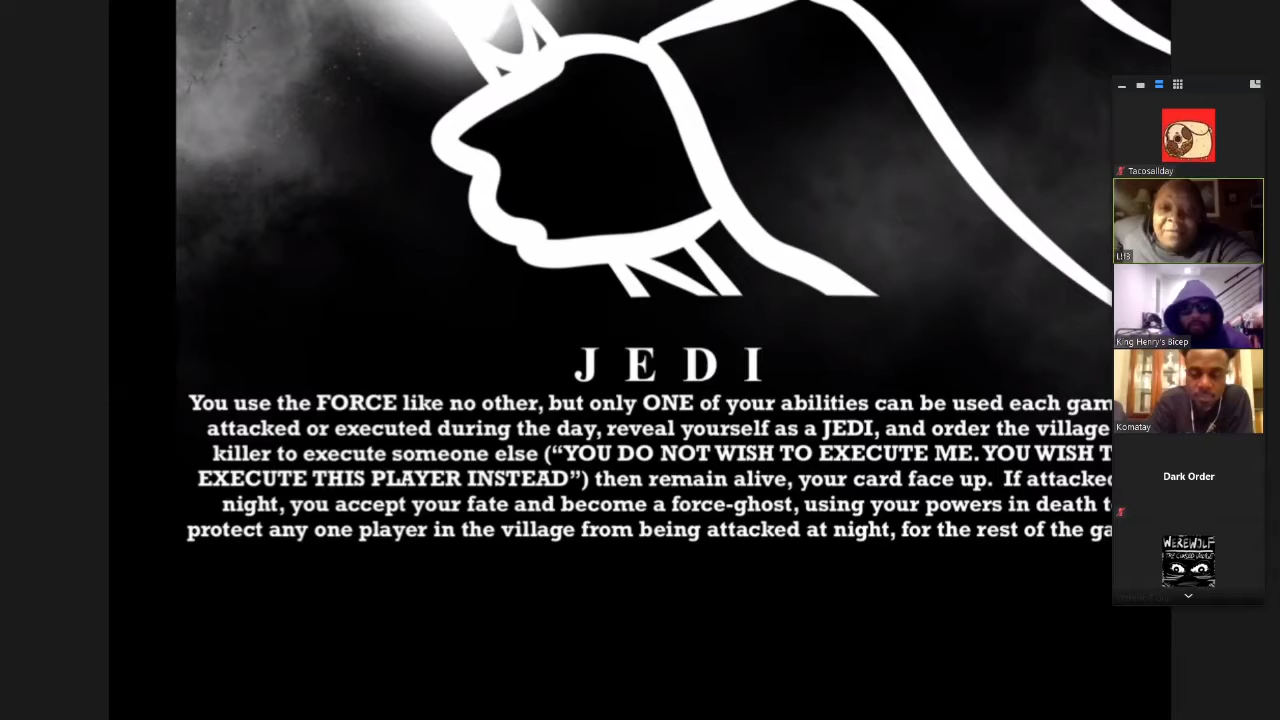 JEDI
You use the FORCE like no other, but only ONE of your abilities can be used each gam
attacked or executed during the day, reveal yourself as a JEDI, and order the village
killer to execute someone else (“YOU DO NOT WISH TO EXECUTE ME. YOU WISH T
EXECUTE THIS PLAYER INSTEAD”) then remain alive, your card face up. If attacked
night, you accept your fate and become a force-ghost, using your powers in death t
protect any one player in the village from being attacked at night, for the rest of the ga
Tacosallday
King Henry's Bicep
Komatay
Dark Order
WEREWOLF